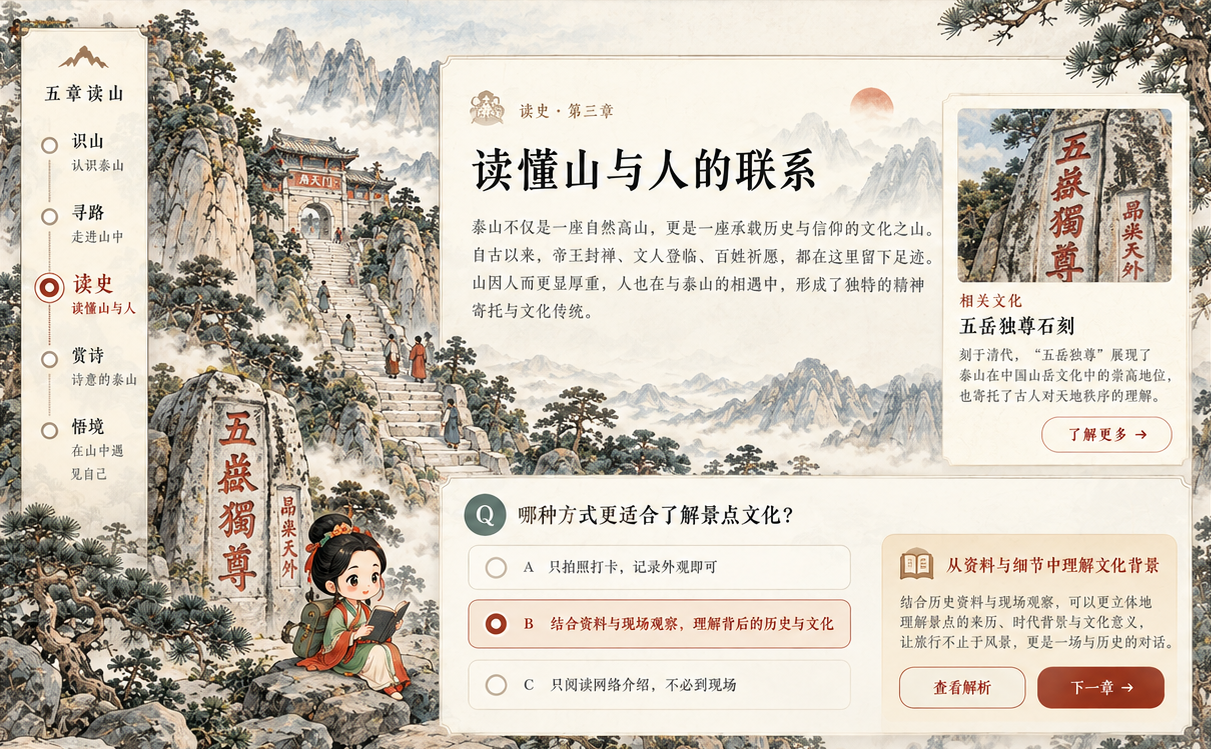 五章读山
识山
认识泰山
寻路
走进山中
读史
读懂山与人
赏诗
诗意的泰山
悟境
在山中遇
见自己
南天门
五嶽獨尊
昂㞧天外
读史·第三章
读懂山与人的联系
泰山不仅是一座自然高山，更是一座承载历史与信仰的文化之山。
自古以来，帝王封禅、文人登临、百姓祈愿，都在这里留下足迹。
山因人而更显厚重，人也在与泰山的相遇中，形成了独特的精神
寄托与文化传统。
五嶽獨尊
相关文化
五岳独尊石刻
刻于清代，“五岳独尊”展现了
泰山在中国山岳文化中的崇高地位，
也寄托了古人对天地秩序的理解。
了解更多 →
Q 哪种方式更适合了解景点文化？
A 只拍照打卡，记录外观即可
B 结合资料与现场观察，理解背后的历史与文化
C 只阅读网络介绍，不必到现场
从资料与细节中理解文化背景
结合历史资料与现场观察，可以更立体地
理解景点的来历、时代背景与文化意义，
让旅行不止于风景，更是一场与历史的对话。
查看解析
下一章 →